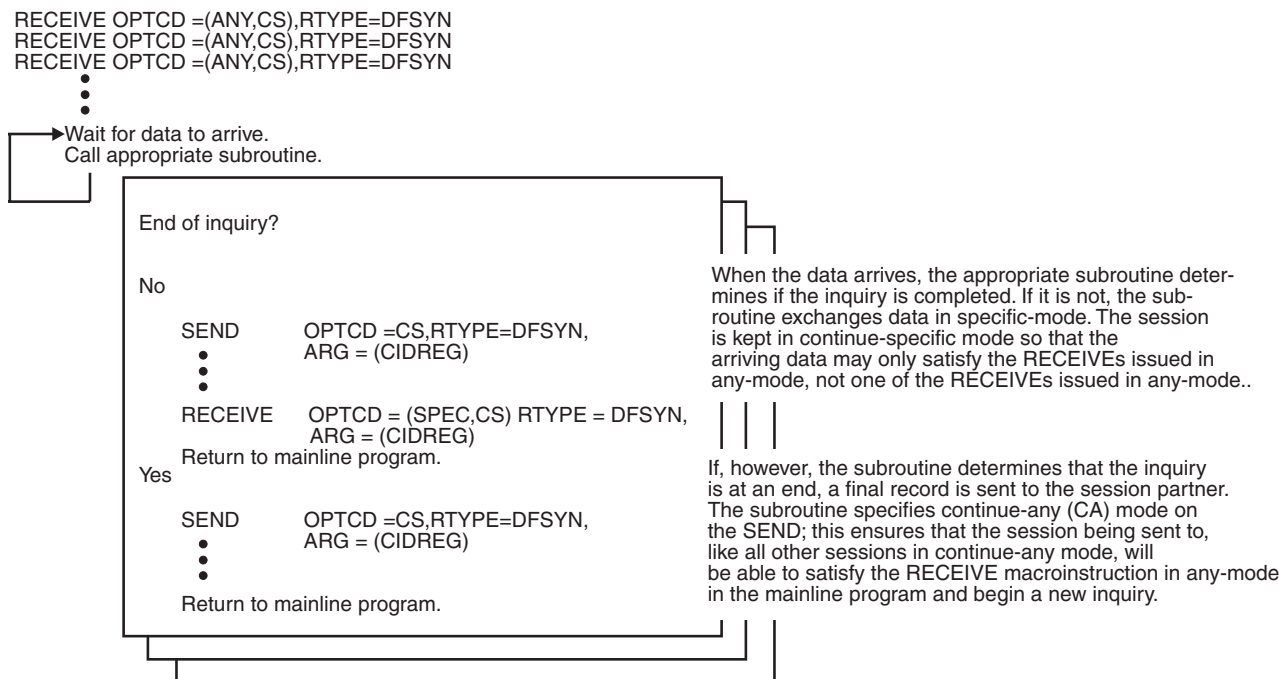 RECEIVE OPTCD =(ANY,CS),RTYPE=DFSYN
RECEIVE OPTCD =(ANY,CS),RTYPE=DFSYN
RECEIVE OPTCD =(ANY,CS),RTYPE=DFSYN
Wait for data to arrive.
Call appropriate subroutine.
End of inquiry?
No
SEND OPTCD =CS,RTYPE=DFSYN,
ARG = (CIDREG)
RECEIVE OPTCD = (SPEC,CS) RTYPE = DFSYN,
ARG = (CIDREG)
Return to mainline program.
Yes
SEND OPTCD =CS,RTYPE=DFSYN,
ARG = (CIDREG)
Return to mainline program.
When the data arrives, the appropriate subroutine deter-
mines if the inquiry is completed. If it is not, the sub-
routine exchanges data in specific-mode. The session
is kept in continue-specific mode so that the
arriving data may only satisfy the RECEIVEs issued in
any-mode, not one of the RECEIVEs issued in any-mode..
If, however, the subroutine determines that the inquiry
is at an end, a final record is sent to the session partner.
The subroutine specifies continue-any (CA) mode on
the SEND; this ensures that the session being sent to,
like all other sessions in continue-any mode, will
be able to satisfy the RECEIVE macroinstruction in any-mode
in the mainline program and begin a new inquiry.